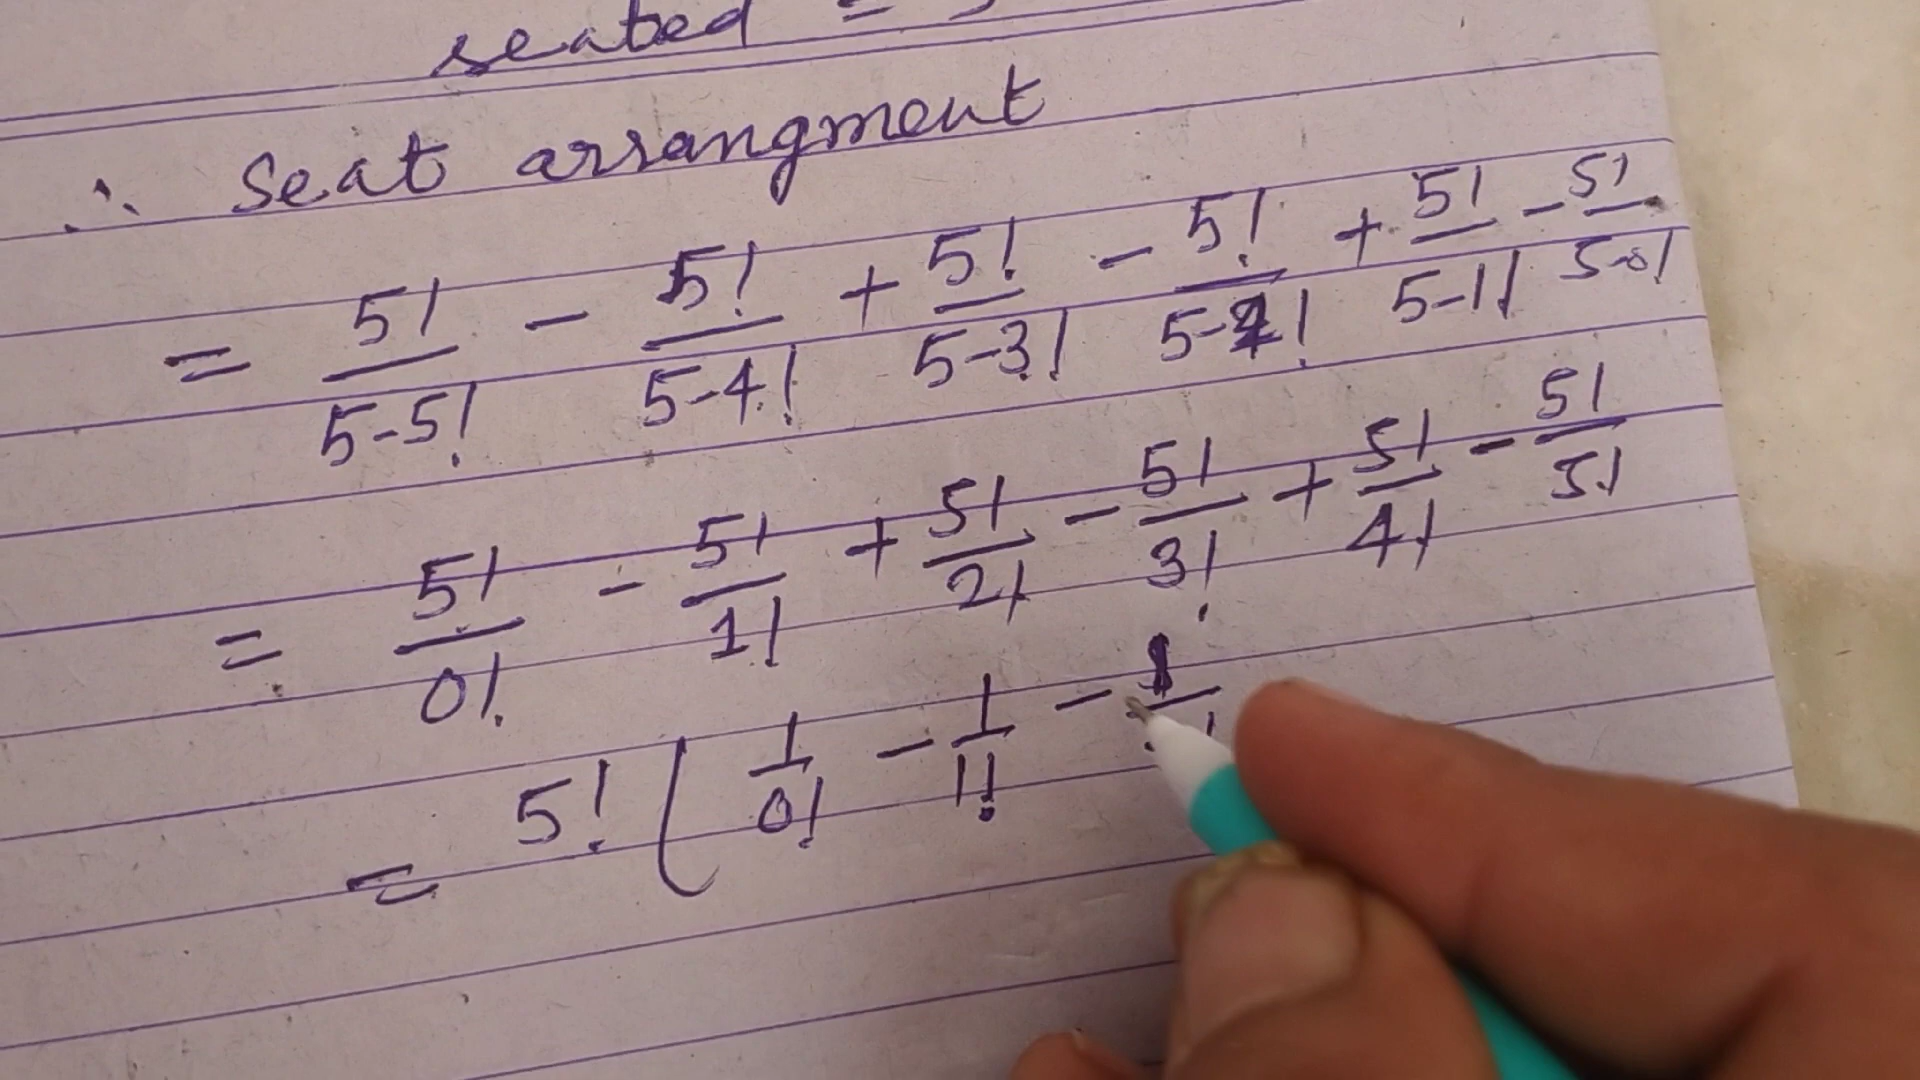 seated =
∴ Seat arrangment
= 5!/5-5! - 5!/5-4! + 5!/5-3! - 5!/5-2! + 5!/5-1! - 5!/5-0!
= 5!/0! - 5!/1! + 5!/2! - 5!/3! + 5!/4! - 5!/5!
= 5! ( 1/0! - 1/1! - 1/